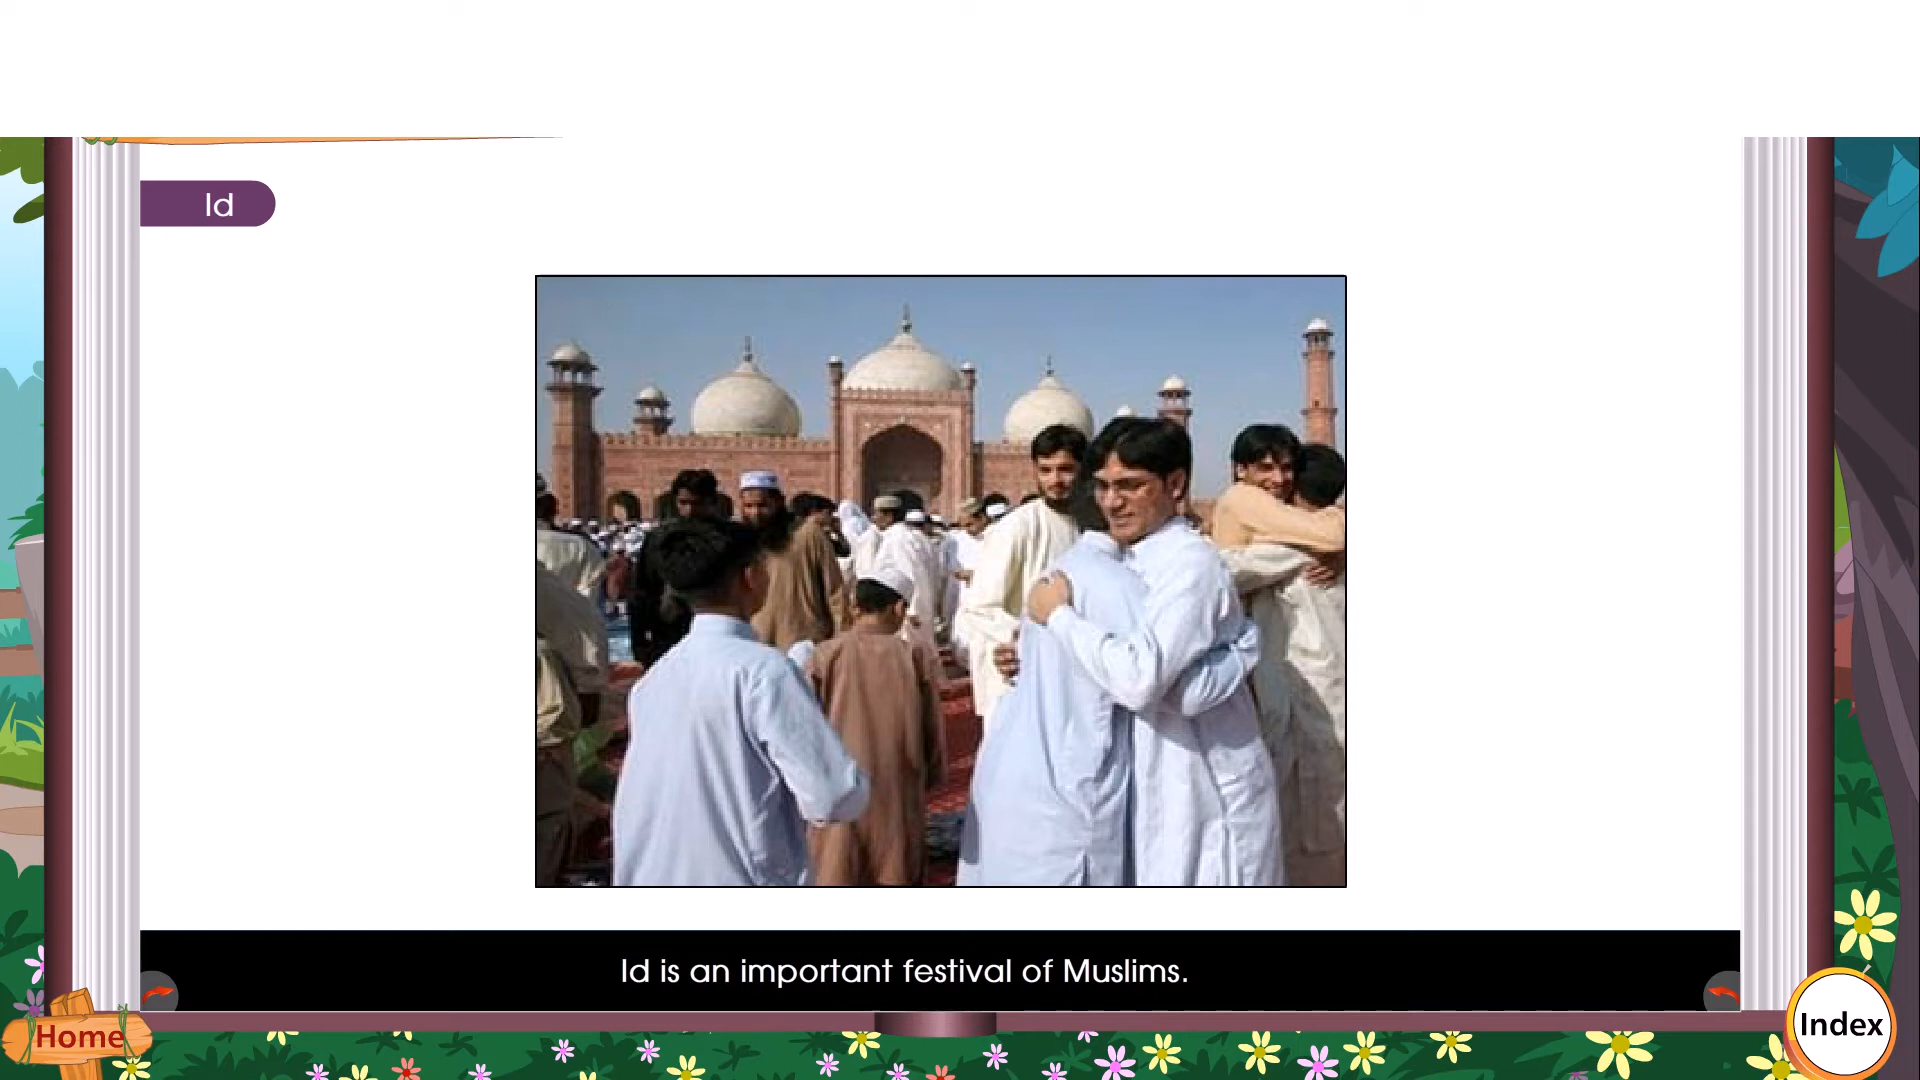 Id
Id is an important festival of Muslims.
Home
Index